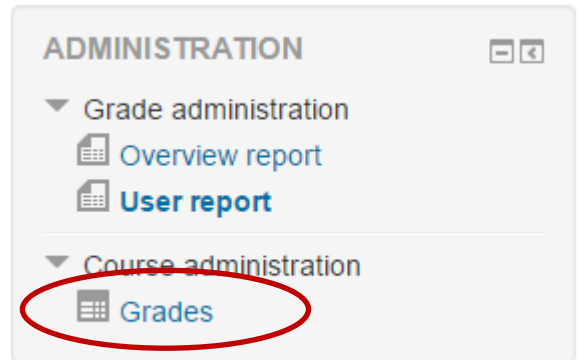 ADMINISTRATION
Grade administration
Overview report
User report
Course administration
Grades